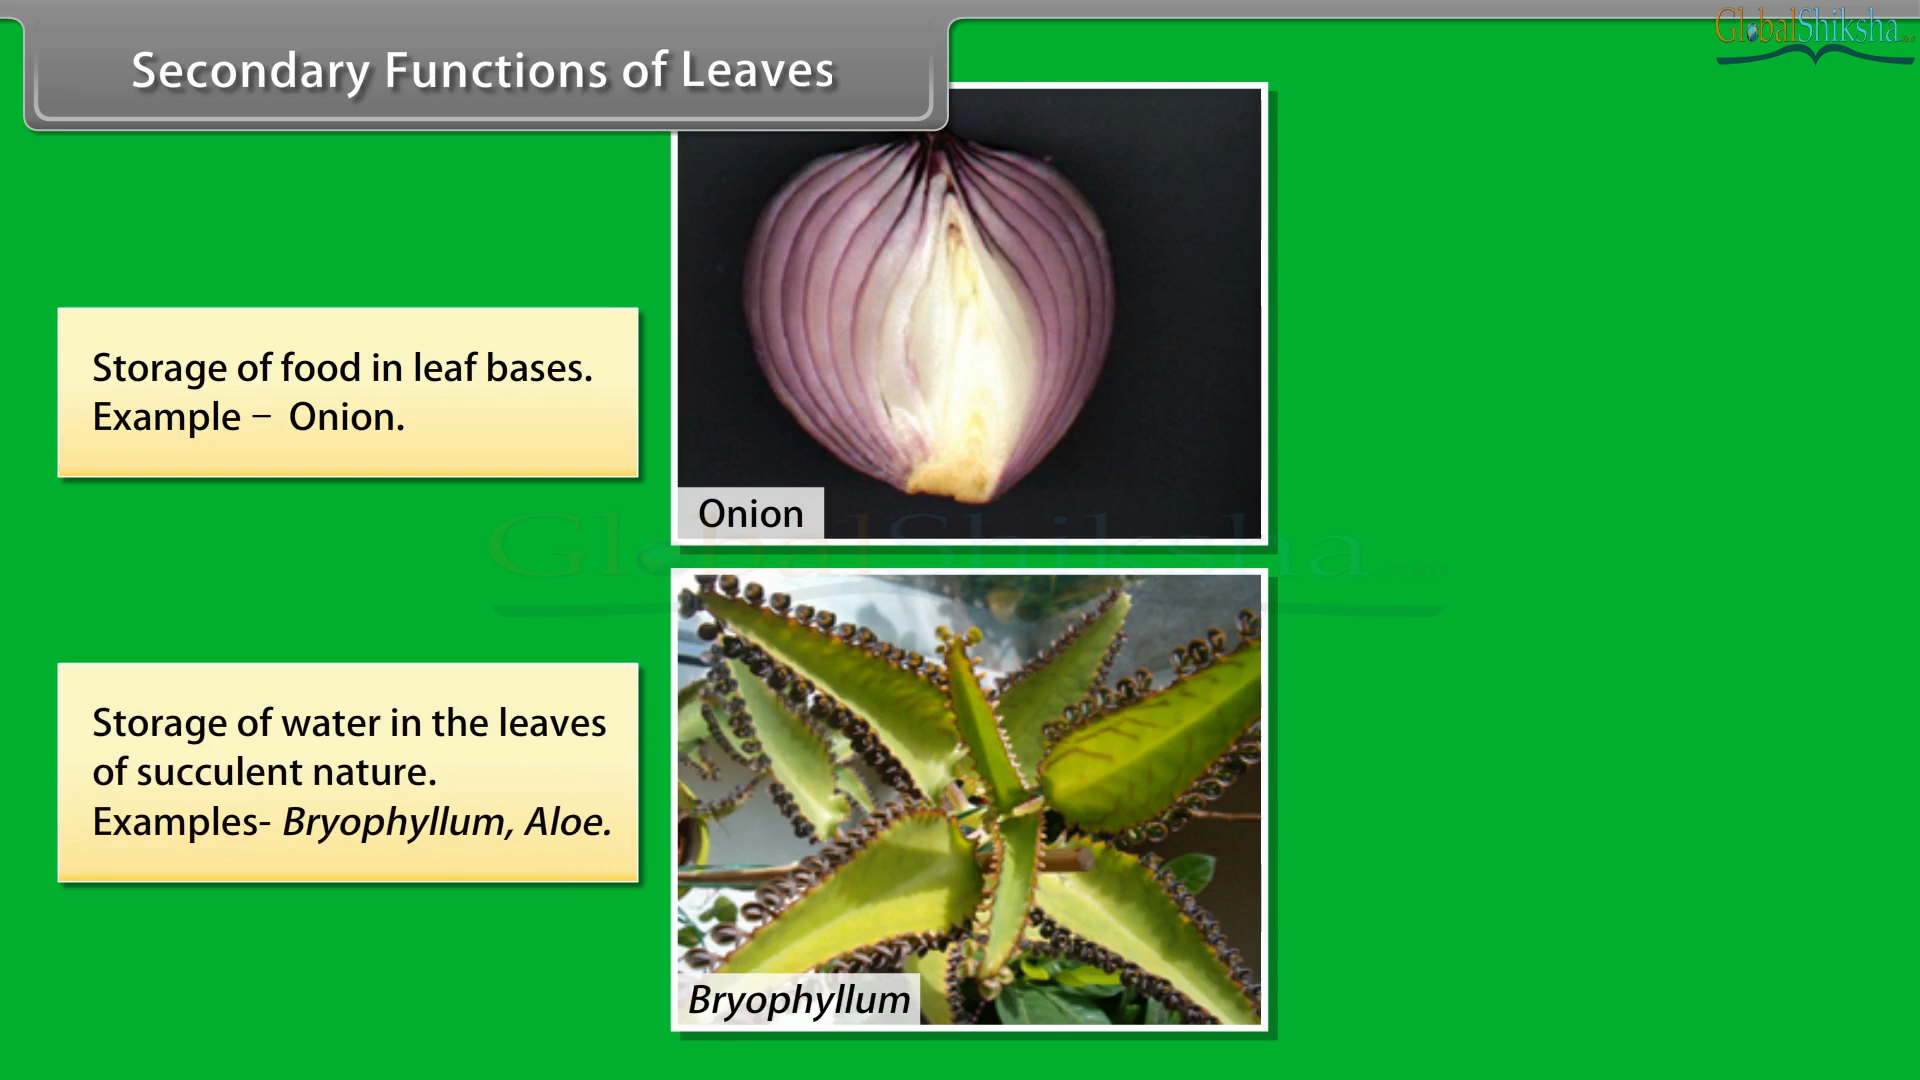 Secondary Functions of Leaves
GlobalShiksha
Storage of food in leaf bases.
Example – Onion.
Onion
GlobalShiksha
Storage of water in the leaves
of succulent nature.
Examples- Bryophyllum, Aloe.
Bryophyllum